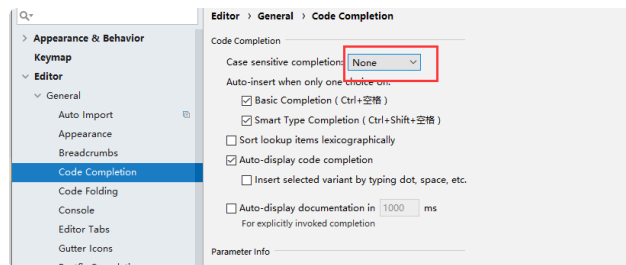 Editor > General > Code Completion
Appearance & Behavior
Keymap
Editor
General
Auto Import
Appearance
Breadcrumbs
Code Completion
Code Folding
Console
Editor Tabs
Gutter Icons
Code Completion
Case sensitive completion: None
Auto-insert when only one choice on:
Basic Completion ( Ctrl+空格 )
Smart Type Completion ( Ctrl+Shift+空格 )
Sort lookup items lexicographically
Auto-display code completion
Insert selected variant by typing dot, space, etc.
Auto-display documentation in 1000 ms
For explicitly invoked completion
Parameter Info